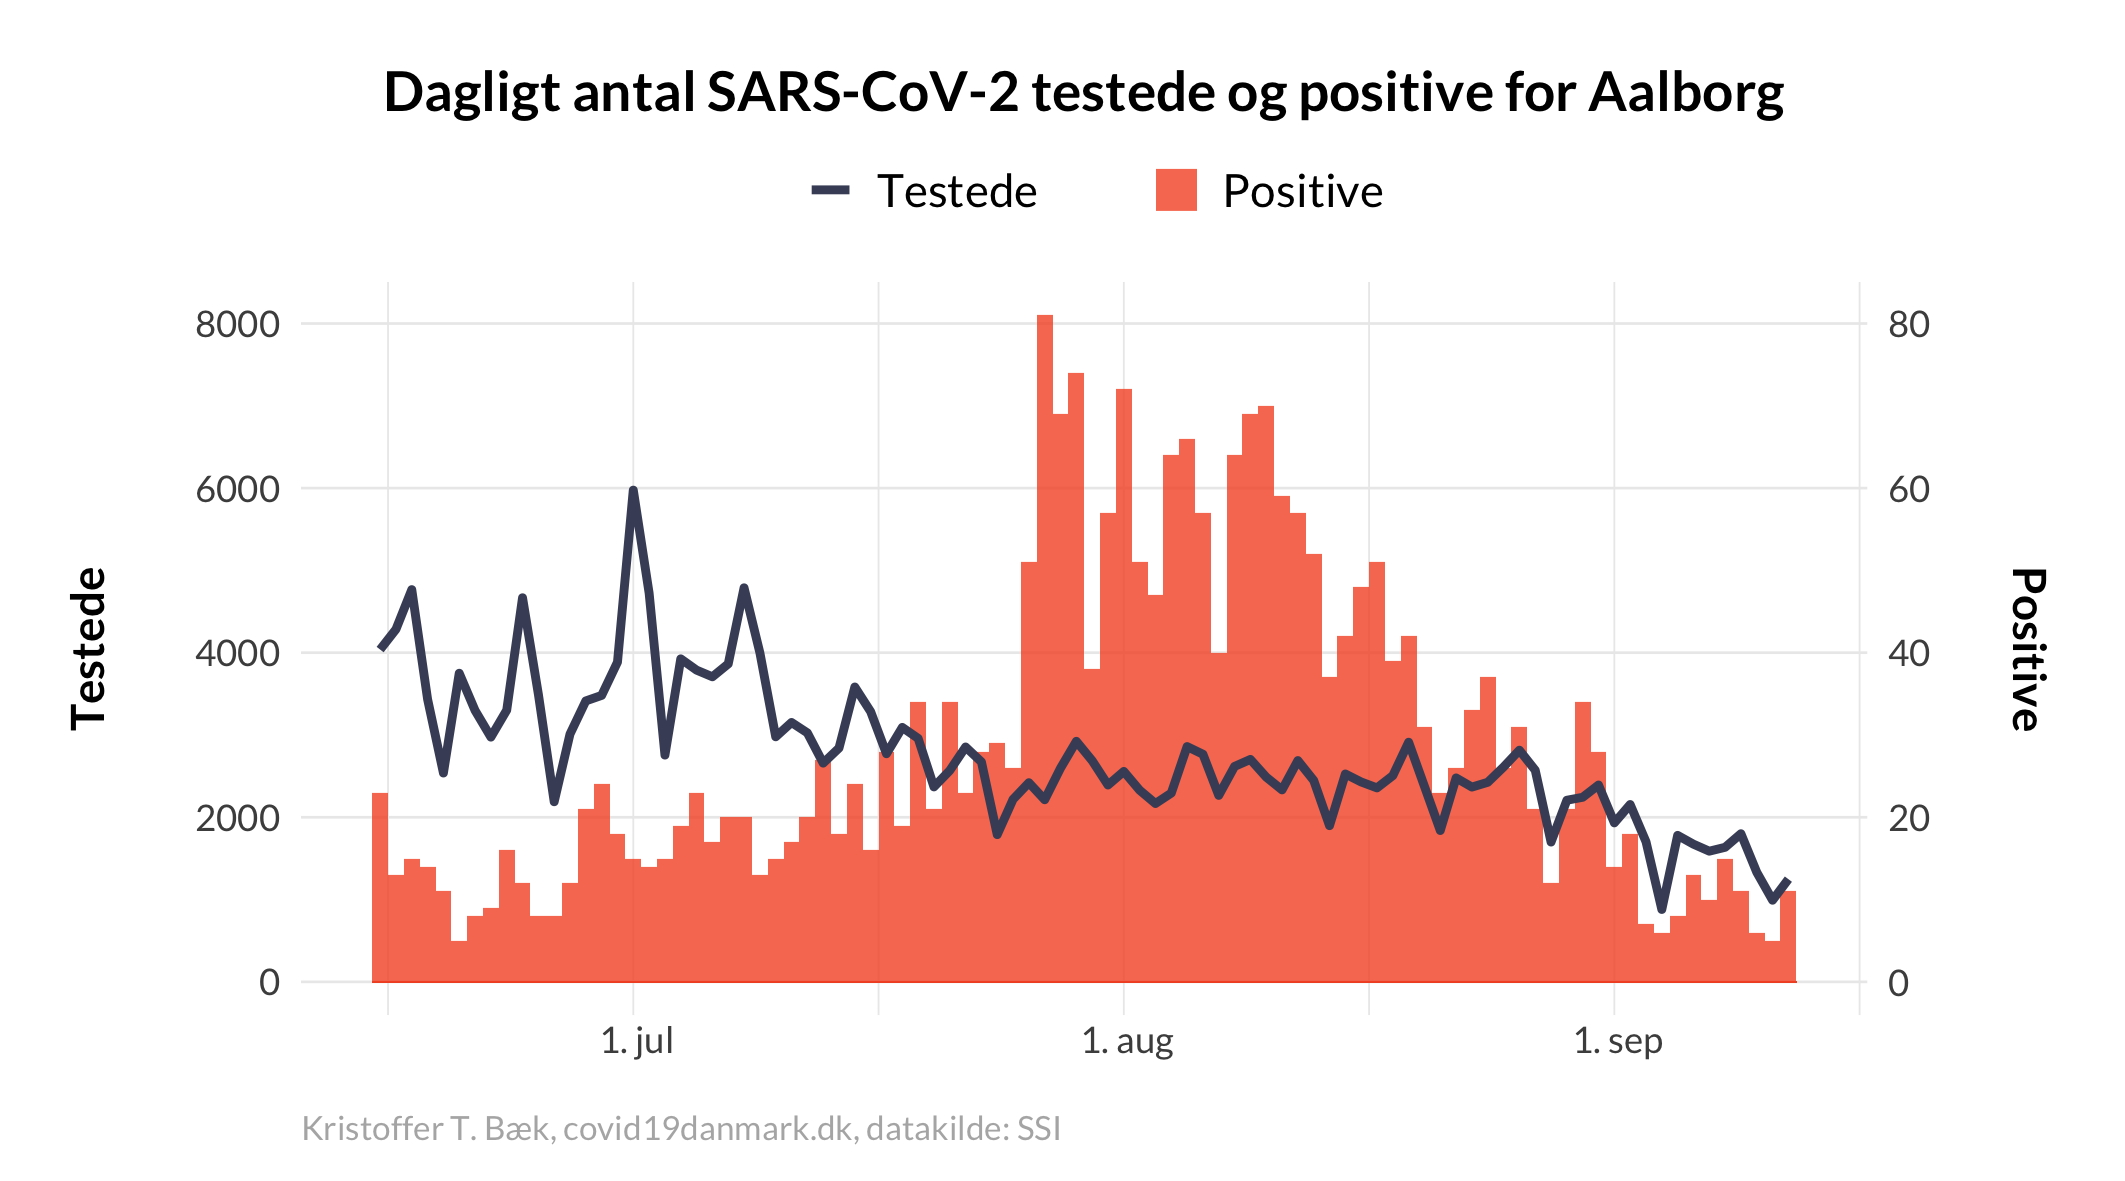 Dagligt antal SARS-CoV-2 testede og positive for Aalborg
Testede Positive
8000 80
6000 60
4000 40
2000 20
0 0
Testede
Positive
1. jul 1. aug 1. sep
Kristoffer T. Bæk, covid19danmark.dk, datakilde: SSI